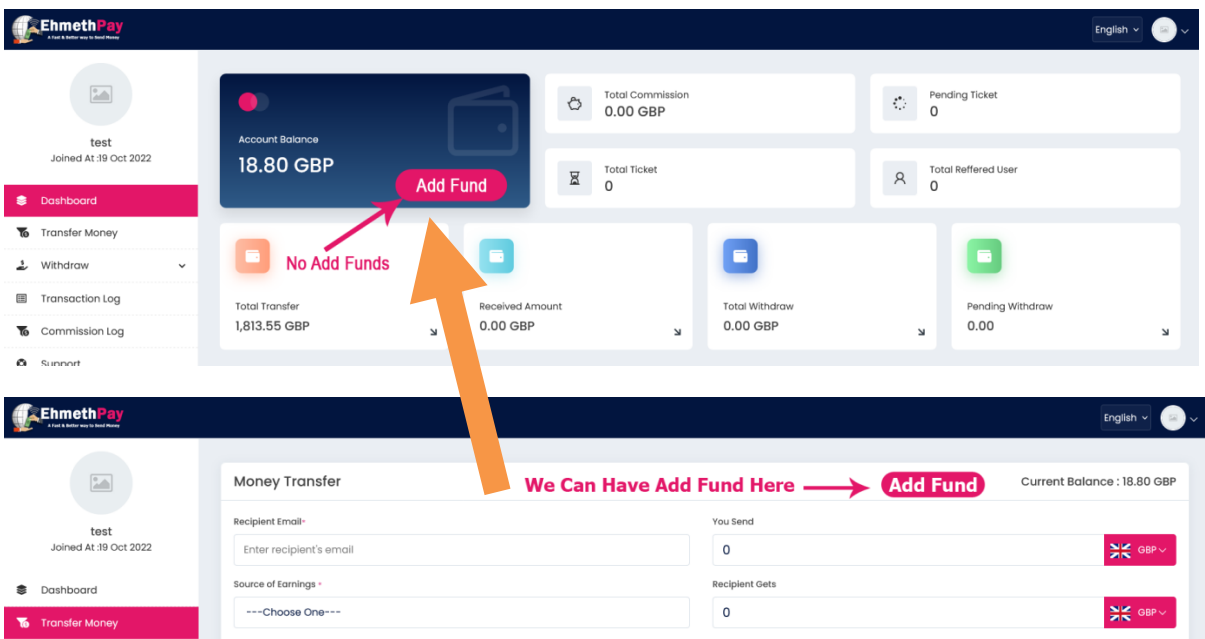 EhmethPay
A Fast & Better way to Send Money
English
test
Joined At :19 Oct 2022
Dashboard
Transfer Money
Withdraw
Transaction Log
Commission Log
Support
Account Balance
18.80 GBP
Add Fund
No Add Funds
Total Commission
0.00 GBP
Pending Ticket
0
Total Ticket
0
Total Reffered User
0
Total Transfer
1,813.55 GBP
Received Amount
0.00 GBP
Total Withdraw
0.00 GBP
Pending Withdraw
0.00
EhmethPay
A Fast & Better way to Send Money
English
test
Joined At :19 Oct 2022
Dashboard
Transfer Money
Money Transfer
We Can Have Add Fund Here
Add Fund
Current Balance : 18.80 GBP
Recipient Email*
Enter recipient's email
You Send
0
GBP
Source of Earnings *
---Choose One---
Recipient Gets
0
GBP